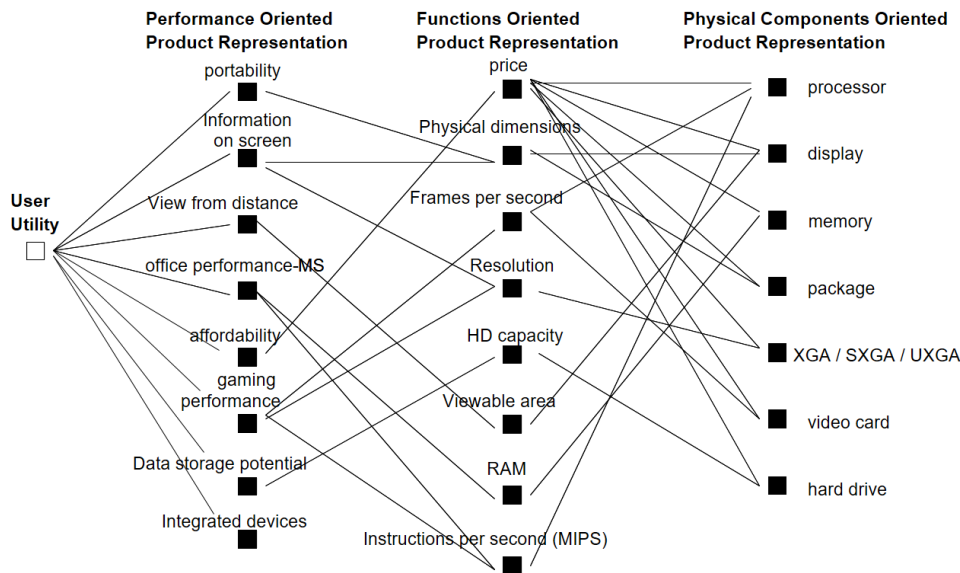 Performance Oriented
Product Representation
Functions Oriented
Product Representation
Physical Components Oriented
Product Representation
portability
Information
on screen
View from distance
User
Utility
office performance-MS
affordability
gaming
performance
Data storage potential
Integrated devices
price
Physical dimensions
Frames per second
Resolution
HD capacity
Viewable area
RAM
Instructions per second (MIPS)
processor
display
memory
package
XGA / SXGA / UXGA
video card
hard drive